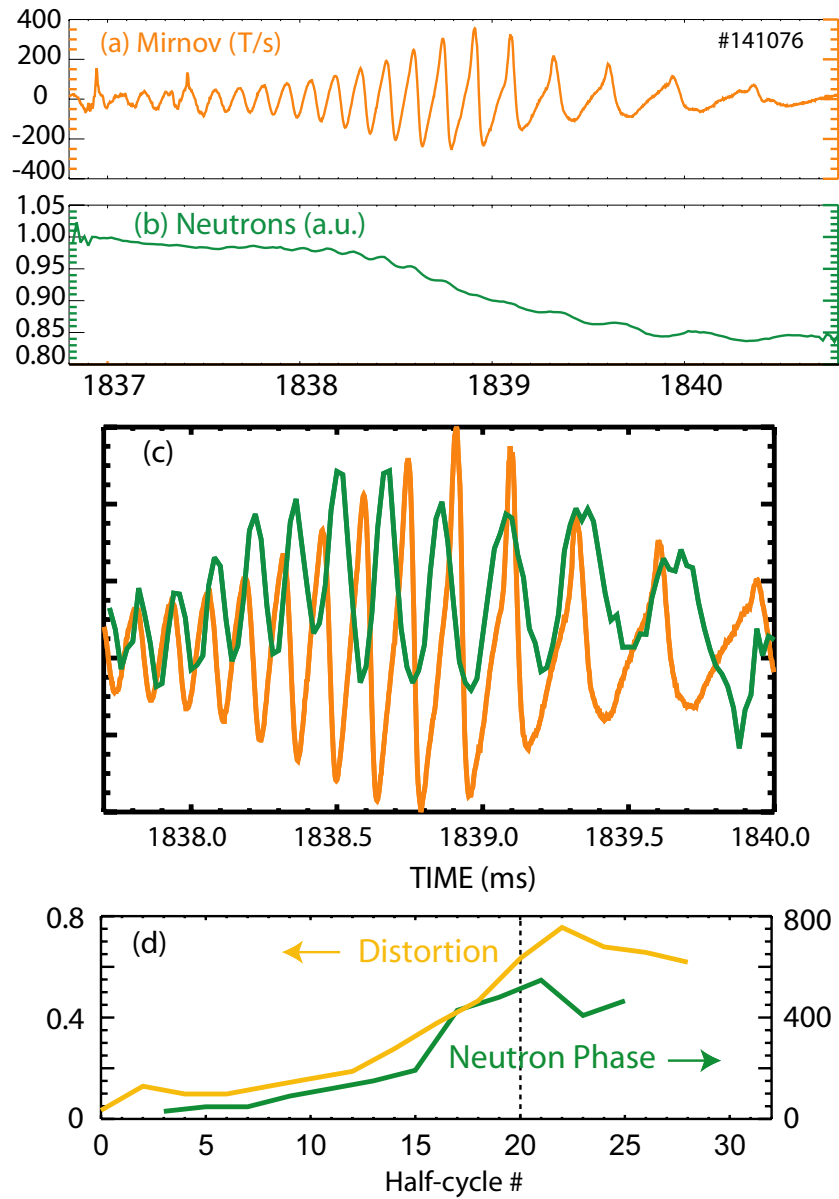 (a) Mirnov (T/s)
#141076
400
200
0
-200
-400
(b) Neutrons (a.u.)
1.05
1.00
0.95
0.90
0.85
0.80
1837 1838 1839 1840
(c)
1838.0 1838.5 1839.0 1839.5 1840.0
TIME (ms)
(d)
Distortion
Neutron Phase
0.8
0.4
0
800
400
0
0 5 10 15 20 25 30
Half-cycle #